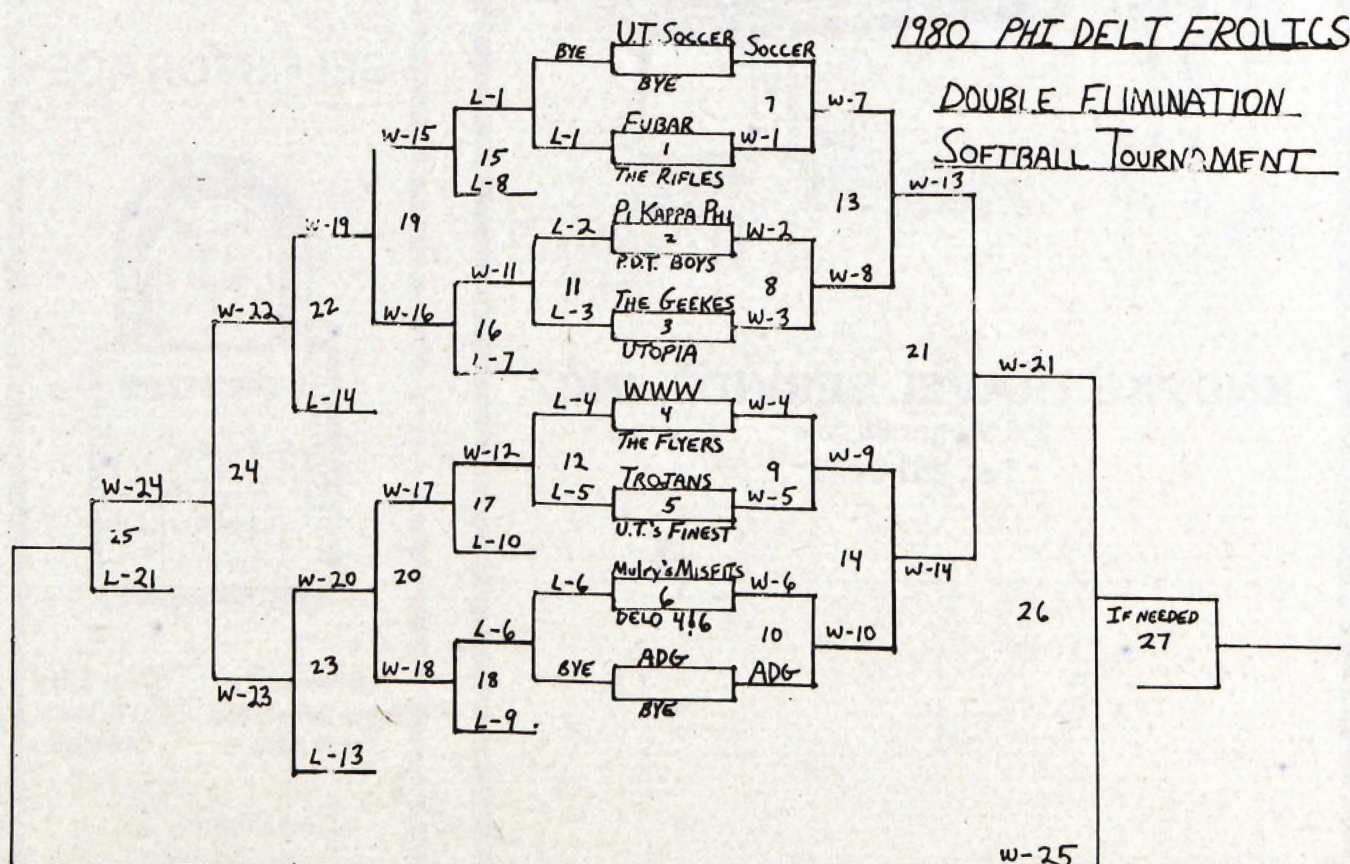 1980 PHI DELT FROLICS
DOUBLE ELIMINATION
SOFTBALL TOURNAMENT
BYE U.T. SOCCER SOCCER
BYE
L-1 7 W-7
W-15 L-1 FUBAR 1 W-1
15 THE RIFLES
L-8
W-13
19 13
W-19 L-2 PI KAPPA PHI 2 W-2
P.D.T. BOYS
W-11 11 8 W-8
W-22 22 W-16 16 L-3 THE GEEKES 3 W-3
L-7 UTOPIA
21
W-21
L-14 L-4 WWW 4 W-4
THE FLYERS
W-12 12 9 W-9
24 TROJANS
W-24 W-17 17 L-5 5 W-5
U.T.'s FINEST
25 L-10
14
W-14
L-21 W-20 20 L-6 Mulry's MISFITS 6 W-6
DELO 4!6
26 IF NEEDED
27
L-6 10 W-10
23 W-18 18 BYE ADG ADG
W-23 BYE
L-9
L-13
W-25